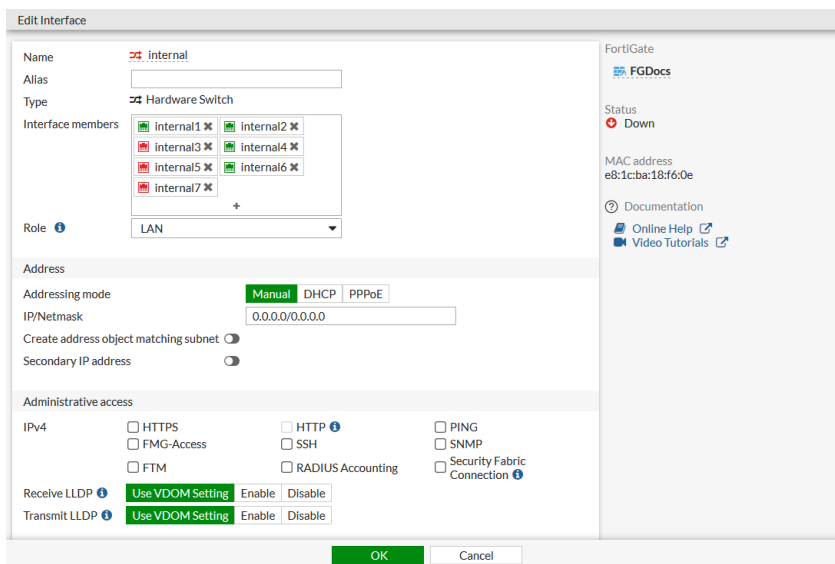 Edit Interface
Name internal
Alias
Type Hardware Switch
Interface members internal1 internal2
internal3 internal4
internal5 internal6
internal7
+
Role LAN
Address
Addressing mode Manual DHCP PPPoE
IP/Netmask 0.0.0.0/0.0.0.0
Create address object matching subnet
Secondary IP address
Administrative access
IPv4 HTTPS HTTP PING
FMG-Access SSH SNMP
FTM RADIUS Accounting Security Fabric
Connection
Receive LLDP Use VDOM Setting Enable Disable
Transmit LLDP Use VDOM Setting Enable Disable
OK Cancel
FortiGate
FGDocs
Status
Down
MAC address
e8:1c:ba:18:f6:0e
Documentation
Online Help
Video Tutorials